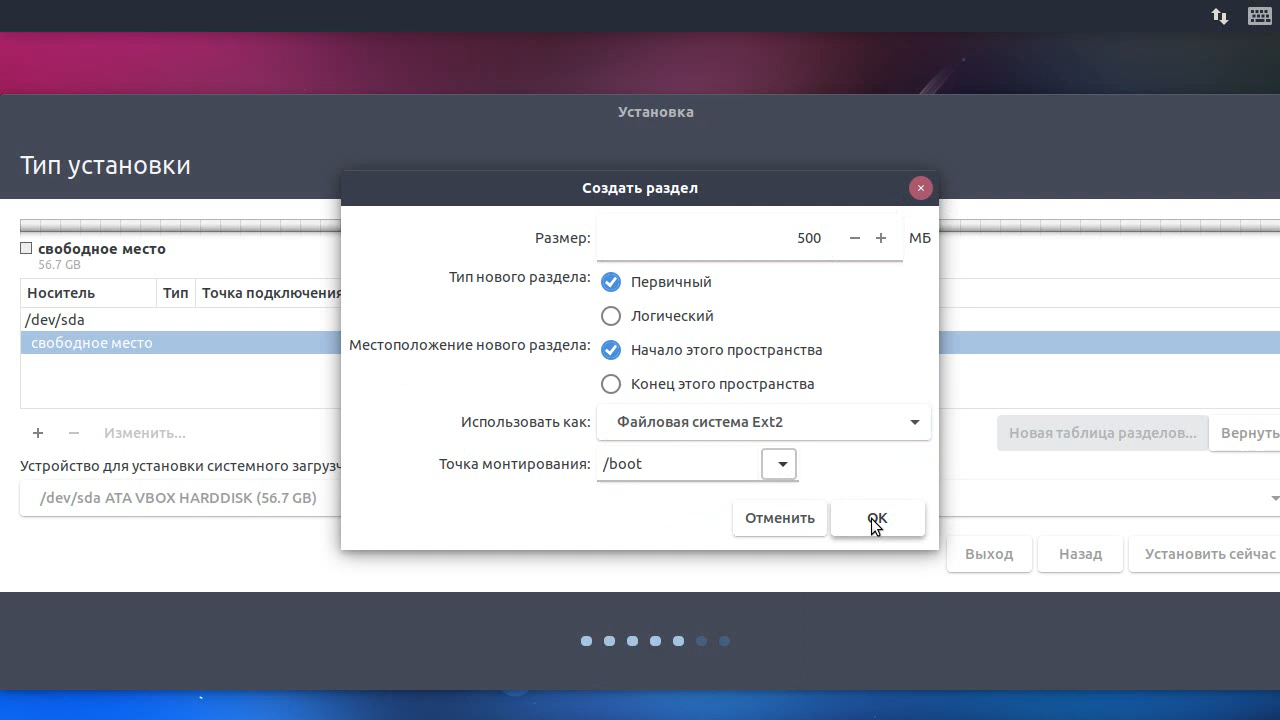 Установка
Тип установки
Создать раздел
Размер: 500 МБ
Тип нового раздела: Первичный
Логический
Местоположение нового раздела: Начало этого пространства
Конец этого пространства
Использовать как: Файловая система Ext2
Точка монтирования: /boot
Отменить OK
свободное место
56.7 GB
Носитель Тип Точка подключения
/dev/sda
свободное место
+ − Изменить... Новая таблица разделов... Вернуть
Устройство для установки системного загрузч
/dev/sda ATA VBOX HARDDISK (56.7 GB)
Выход Назад Установить сейчас